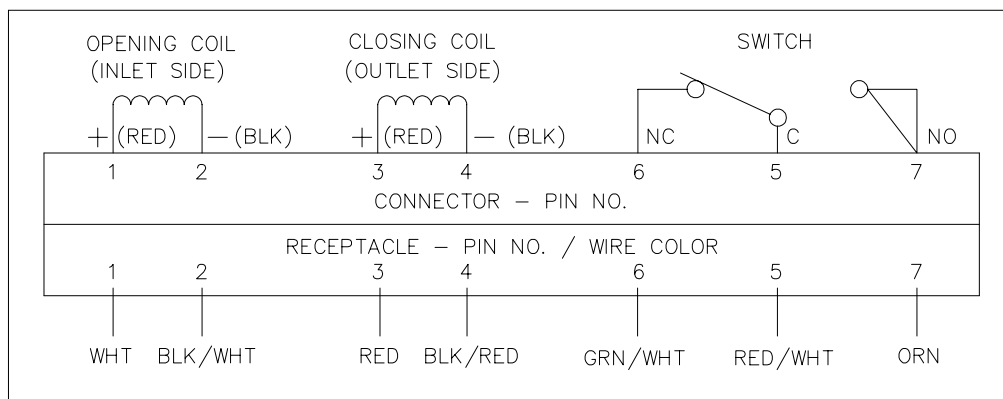 OPENING COIL
(INLET SIDE)
CLOSING COIL
(OUTLET SIDE)
SWITCH
+ (RED) – (BLK) + (RED) – (BLK) NC C NO
1 2 3 4 6 5 7
CONNECTOR – PIN NO.
RECEPTACLE – PIN NO. / WIRE COLOR
1 2 3 4 6 5 7
WHT BLK/WHT RED BLK/RED GRN/WHT RED/WHT ORN